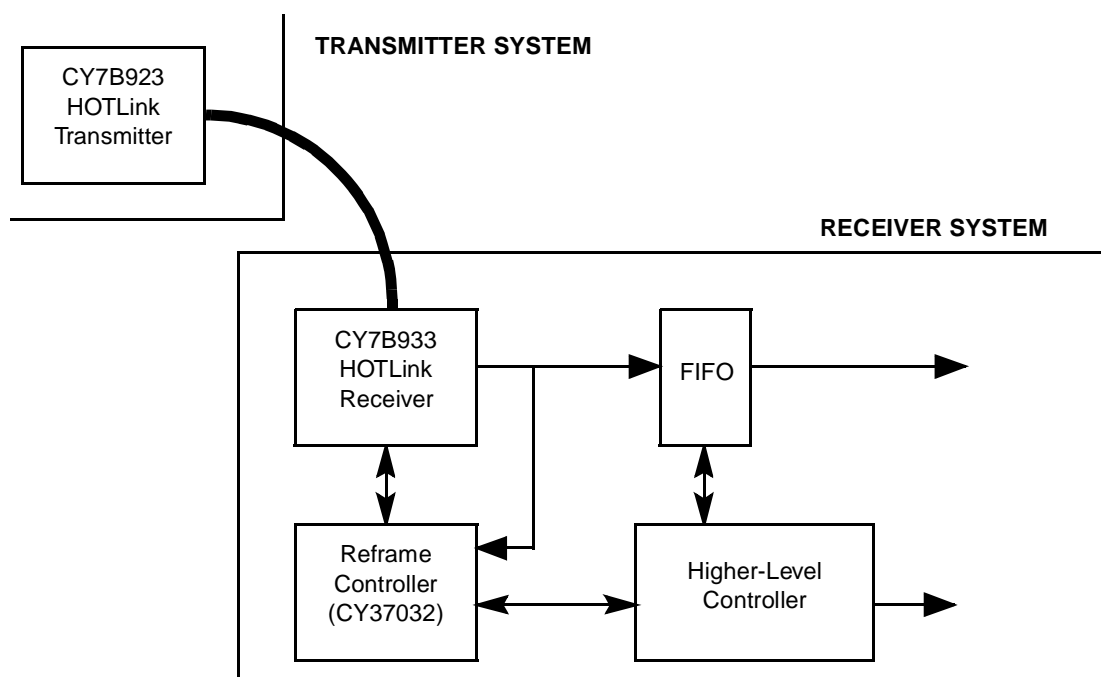 TRANSMITTER SYSTEM
CY7B923
HOTLink
Transmitter
RECEIVER SYSTEM
CY7B933
HOTLink
Receiver
FIFO
Reframe
Controller
(CY37032)
Higher-Level
Controller